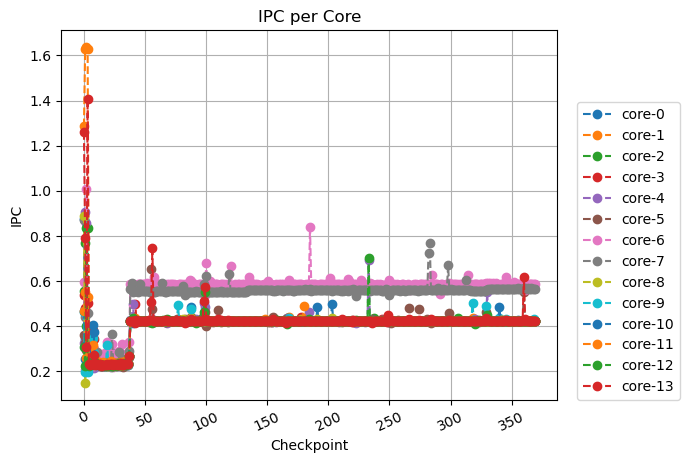 IPC per Core
IPC
1.6
1.4
1.2
1.0
0.8
0.6
0.4
0.2
0
50
100
150
200
250
300
350
Checkpoint
core-0
core-1
core-2
core-3
core-4
core-5
core-6
core-7
core-8
core-9
core-10
core-11
core-12
core-13